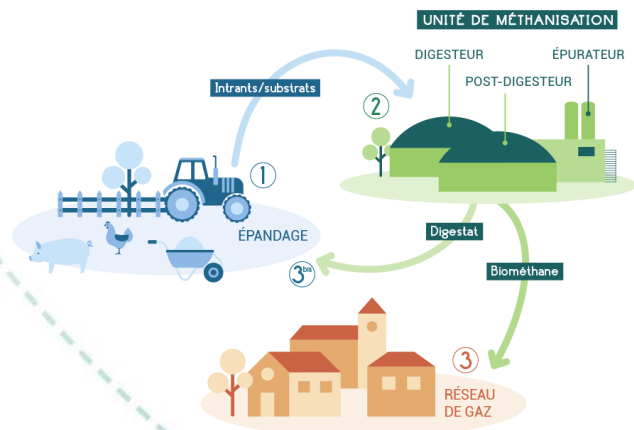 UNITÉ DE MÉTHANISATION
DIGESTEUR
ÉPURATEUR
POST-DIGESTEUR
Intrants/substrats
2
1
ÉPANDAGE
Digestat
3bis
Biométhane
3
RÉSEAU
DE GAZ